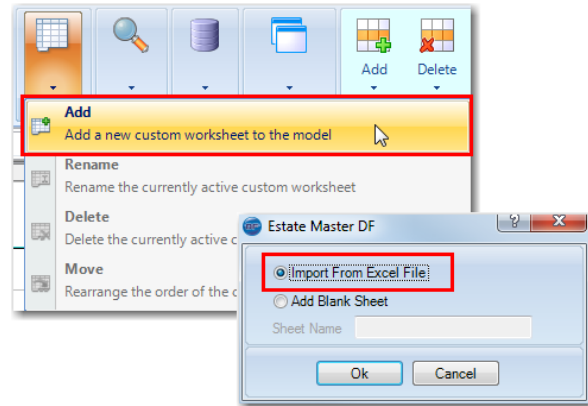 Add Delete
Add
Add a new custom worksheet to the model
Rename
Rename the currently active custom worksheet
Delete
Delete the currently active c
Move
Rearrange the order of the c
Estate Master DF
Import From Excel File
Add Blank Sheet
Sheet Name
Ok Cancel